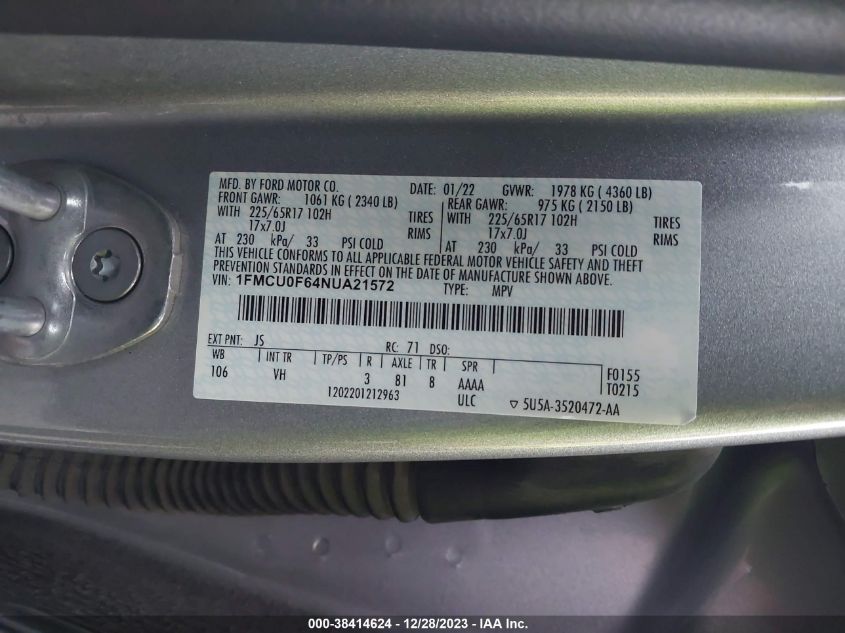 MFD. BY FORD MOTOR CO. DATE: 01/22 GVWR: 1978 KG ( 4360 LB)
FRONT GAWR: 1061 KG ( 2340 LB) REAR GAWR: 975 KG ( 2150 LB)
WITH 225/65R17 102H TIRES WITH 225/65R17 102H TIRES
17x7.0J RIMS 17x7.0J RIMS
AT 230 kPa/ 33 PSI COLD AT 230 kPa/ 33 PSI COLD
THIS VEHICLE CONFORMS TO ALL APPLICABLE FEDERAL MOTOR VEHICLE SAFETY AND THEFT
PREVENTION STANDARDS IN EFFECT ON THE DATE OF MANUFACTURE SHOWN ABOVE.
VIN: 1FMCU0F64NUA21572 TYPE: MPV
EXT PNT: JS RC: 71 DSO:
WB INT TR TP/PS R AXLE TR SPR F0155
106 VH 3 81 8 AAAA T0215
1202201212963 ULC ▽ 5U5A-3520472-AA
000-38414624 - 12/28/2023 - IAA Inc.